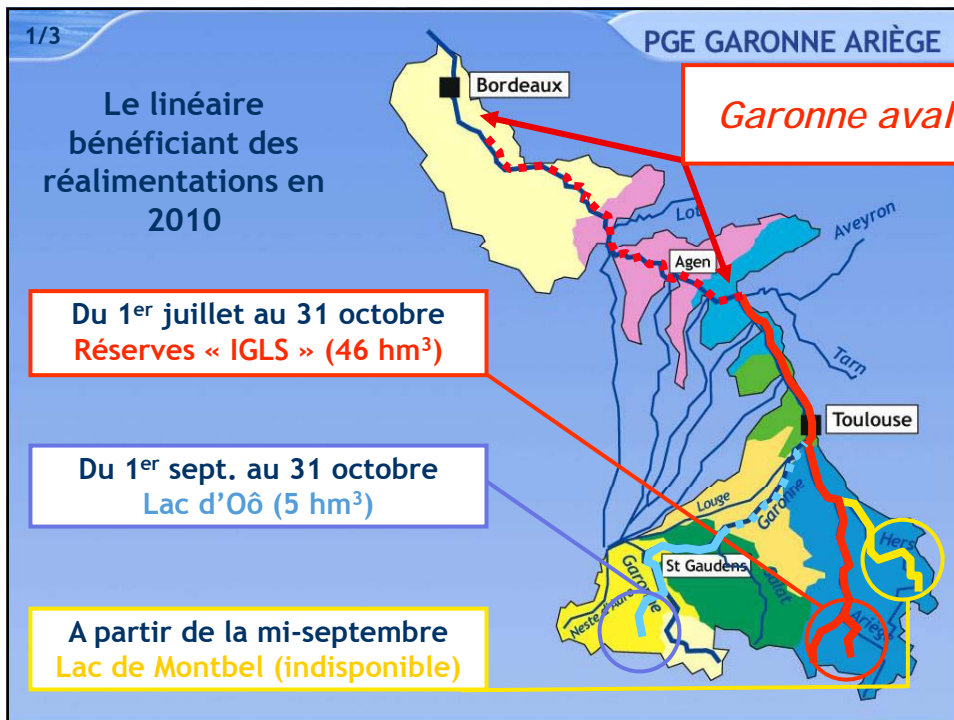 1/3
PGE GARONNE ARIÈGE
Le linéaire
bénéficiant des
réalimentations en
2010
Bordeaux
Garonne aval
Lot
Aveyron
Agen
Du 1er juillet au 31 octobre
Réserves « IGLS » (46 hm3)
Tarn
Toulouse
Du 1er sept. au 31 octobre
Lac d’Oô (5 hm3)
Louge
Garonne
Hers
St Gaudens
Garonne
Salat
Neste d'Aure
Ariège
A partir de la mi-septembre
Lac de Montbel (indisponible)